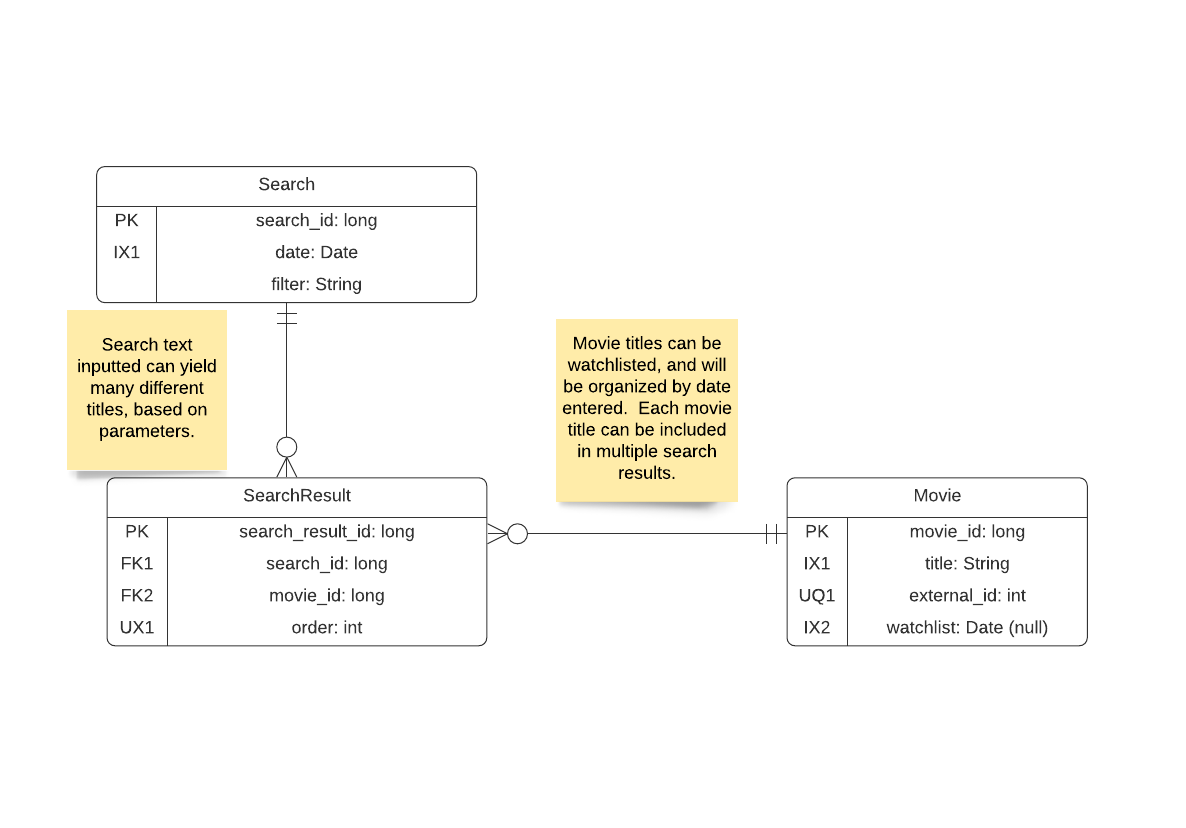 Search
PK search_id: long
IX1 date: Date
filter: String
Search text
inputted can yield
many different
titles, based on
parameters.
Movie titles can be
watchlisted, and will
be organized by date
entered.  Each movie
title can be included
in multiple search
results.
SearchResult
PK search_result_id: long
FK1 search_id: long
FK2 movie_id: long
UX1 order: int
Movie
PK movie_id: long
IX1 title: String
UQ1 external_id: int
IX2 watchlist: Date (null)